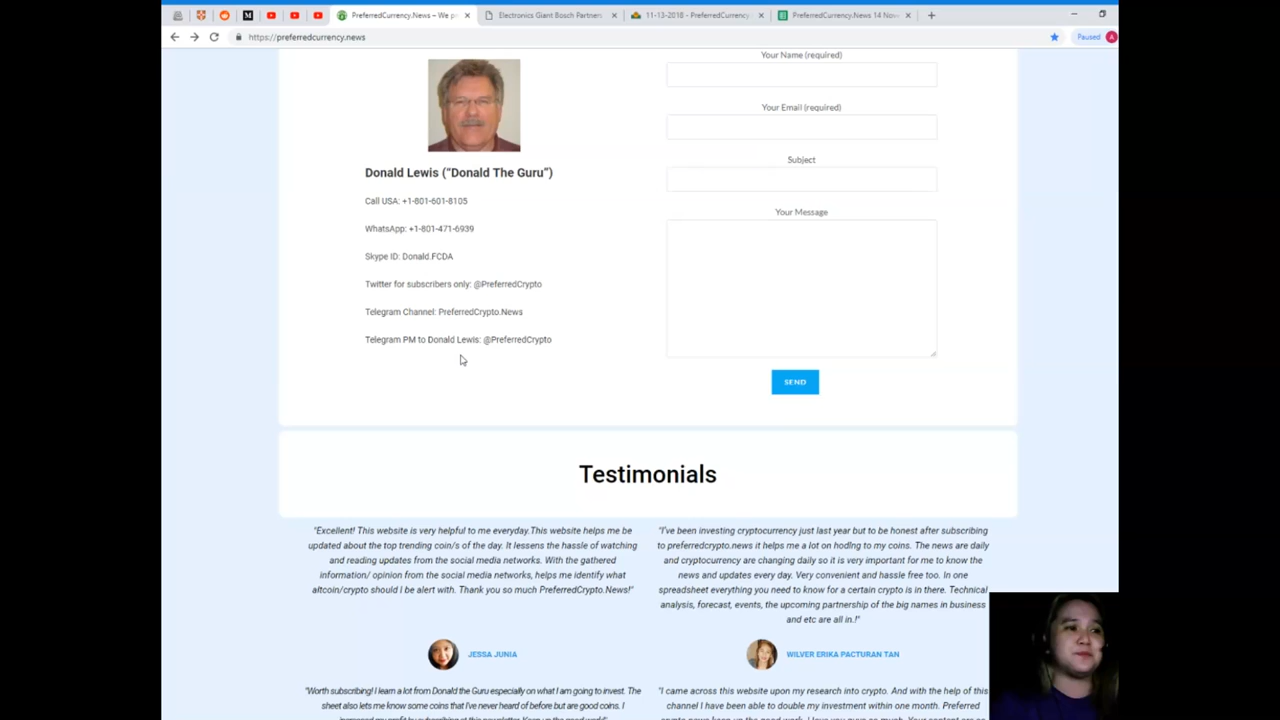 PreferredCurrency.News – We p
Electronics Giant Bosch Partners
11-13-2018 - PreferredCurrency
PreferredCurrency.News 14 Nov
https://preferredcurrency.news
Paused
A
Your Name (required)
Your Email (required)
Subject
Your Message
SEND
Donald Lewis (“Donald The Guru”)
Call USA: +1-801-601-8105
WhatsApp: +1-801-471-6939
Skype ID: Donald.FCDA
Twitter for subscribers only: @PreferredCrypto
Telegram Channel: PreferredCrypto.News
Telegram PM to Donald Lewis: @PreferredCrypto
Testimonials
"Excellent! This website is very helpful to me everyday.This website helps me be
updated about the top trending coin/s of the day. It lessens the hassle of watching
and reading updates from the social media networks. With the gathered
information/ opinion from the social media networks, helps me identify what
altcoin/crypto should I be alert with. Thank you so much PreferredCrypto.News!"
JESSA JUNIA
"I've been investing cryptocurrency just last year but to be honest after subscribing
to preferredcrypto.news it helps me a lot on hodlng to my coins. The news are daily
and cryptocurrency are changing daily so it is very important for me to know the
news and updates every day. Very convenient and hassle free too. In one
spreadsheet everything you need to know for a certain crypto is in there. Technical
analysis, forecast, events, the upcoming partnership of the big names in business
and etc are all in.!"
WILVER ERIKA PACTURAN TAN
"Worth subscribing! I learn a lot from Donald the Guru especially on what I am going to invest. The
sheet also lets me know some coins that I've never heard of before but are good coins. I
"I came across this website upon my research into crypto. And with the help of this
channel I have been able to double my investment within one month. Preferred